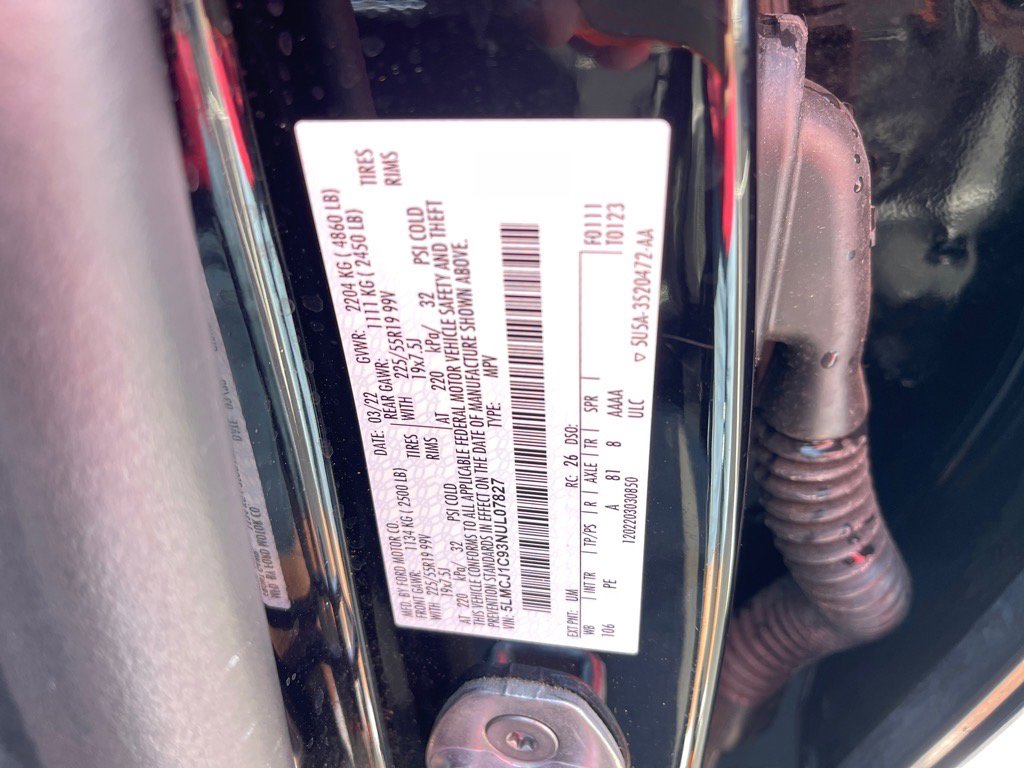 MFD. BY FORD MOTOR CO.
DATE: 03/22 GVWR: 2204 KG ( 4860 LB)
FRONT GAWR: 1134 KG ( 2500 LB) REAR GAWR: 1111 KG ( 2450 LB)
WITH 225/55R19 99V TIRES WITH 225/55R19 99V TIRES
19x7.5J RIMS 19x7.5J RIMS
AT 220 kPa/ 32 PSI COLD AT 220 kPa/ 32 PSI COLD
THIS VEHICLE CONFORMS TO ALL APPLICABLE FEDERAL MOTOR VEHICLE SAFETY AND THEFT
PREVENTION STANDARDS IN EFFECT ON THE DATE OF MANUFACTURE SHOWN ABOVE.
VIN: 5LMCJ1C93NUL07827 TYPE: MPV
EXT PNT: UM RC: 26 DSO: F0111
WB INT TR TP/PS R AXLE TR SPR T0123
106 PE A 81 8 AAAA
120220303085O ULC
5U5A-3520472-AA